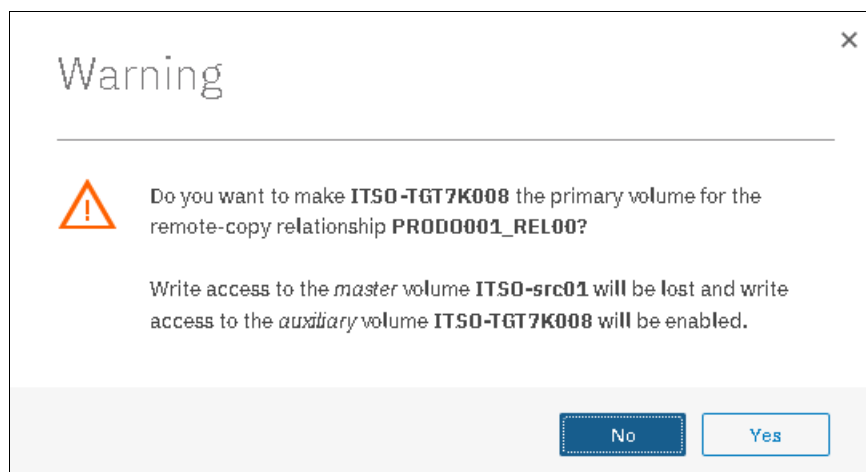 Warning
Do you want to make ITSO-TGT7K008 the primary volume for the
remote-copy relationship PROD0001_REL00?
Write access to the master volume ITSO-src01 will be lost and write
access to the auxiliary volume ITSO-TGT7K008 will be enabled.
No
Yes